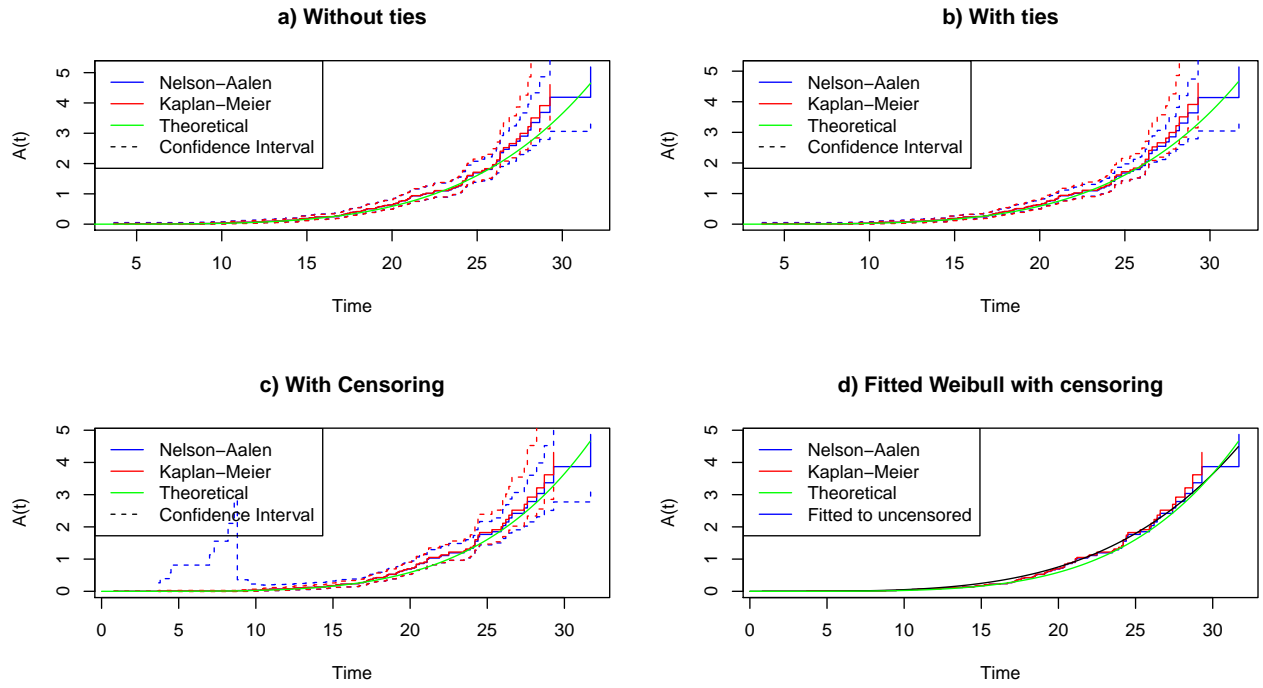 a) Without ties
A(t)
5
4
3
2
1
0
Nelson−Aalen
Kaplan−Meier
Theoretical
Confidence Interval
5 10 15 20 25 30
Time
b) With ties
A(t)
5
4
3
2
1
0
Nelson−Aalen
Kaplan−Meier
Theoretical
Confidence Interval
5 10 15 20 25 30
Time
c) With Censoring
A(t)
5
4
3
2
1
0
Nelson−Aalen
Kaplan−Meier
Theoretical
Confidence Interval
0 5 10 15 20 25 30
Time
d) Fitted Weibull with censoring
A(t)
5
4
3
2
1
0
Nelson−Aalen
Kaplan−Meier
Theoretical
Fitted to uncensored
0 5 10 15 20 25 30
Time